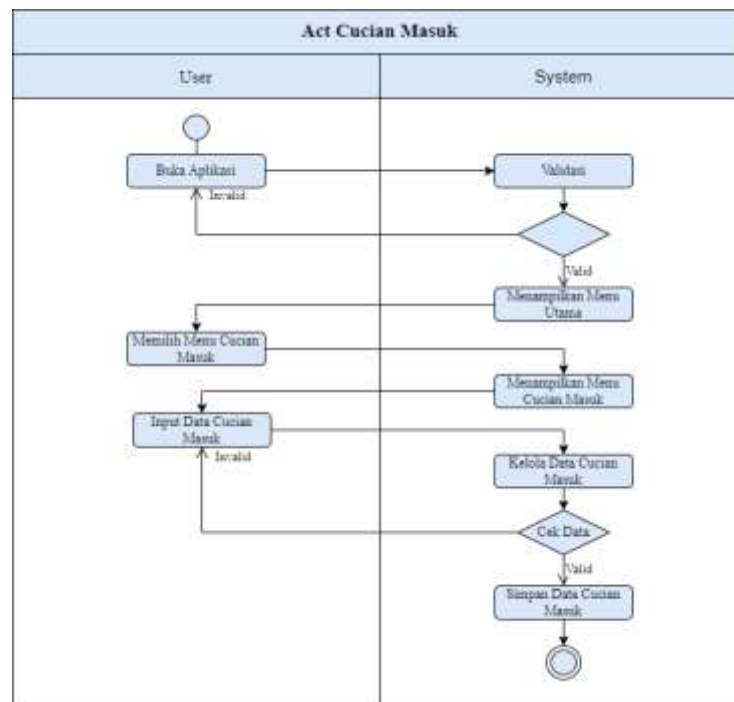 Act Cucian Masuk
User
System
Buka Aplikasi
Validasi
Invalid
Valid
Menampilkan Menu
Utama
Memilih Menu Cucian
Masuk
Menampilkan Menu
Cucian Masuk
Input Data Cucian
Masuk
Invalid
Kelola Data Cucian
Masuk
Cek Data
Valid
Simpan Data Cucian
Masuk